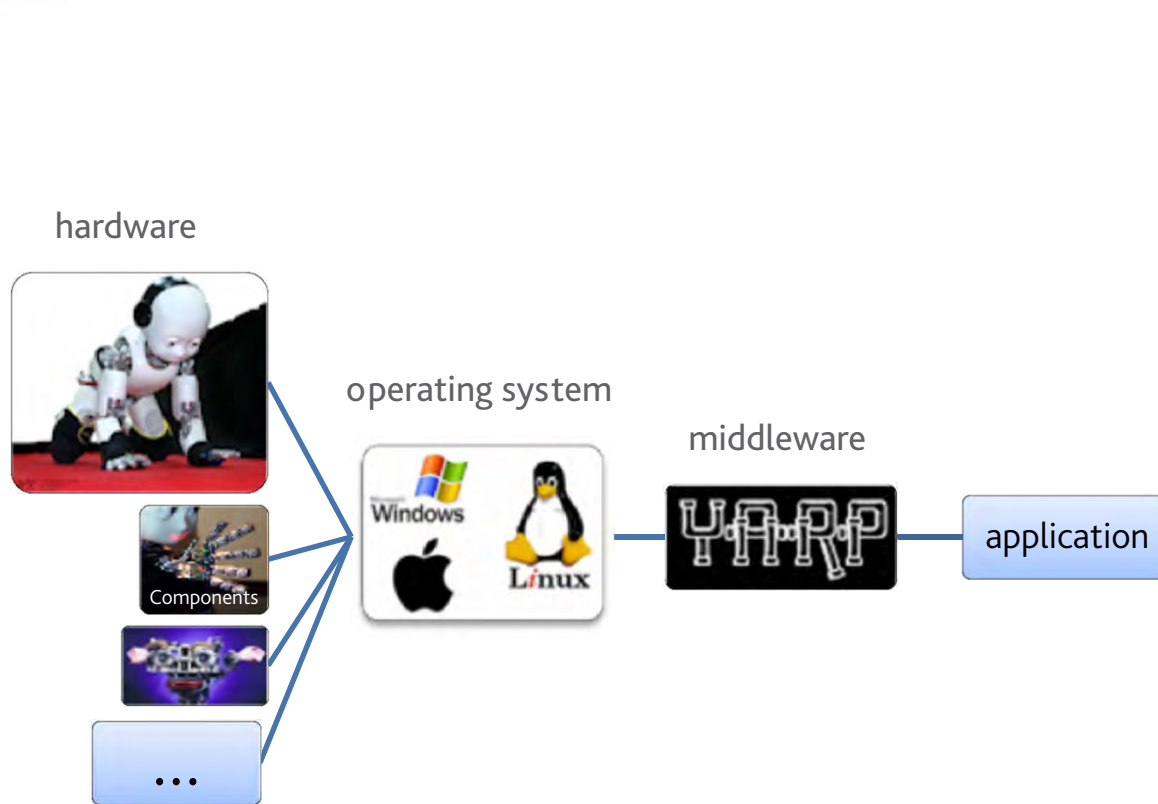 hardware
operating system
middleware
Windows
Linux
YARP
application
Components
...